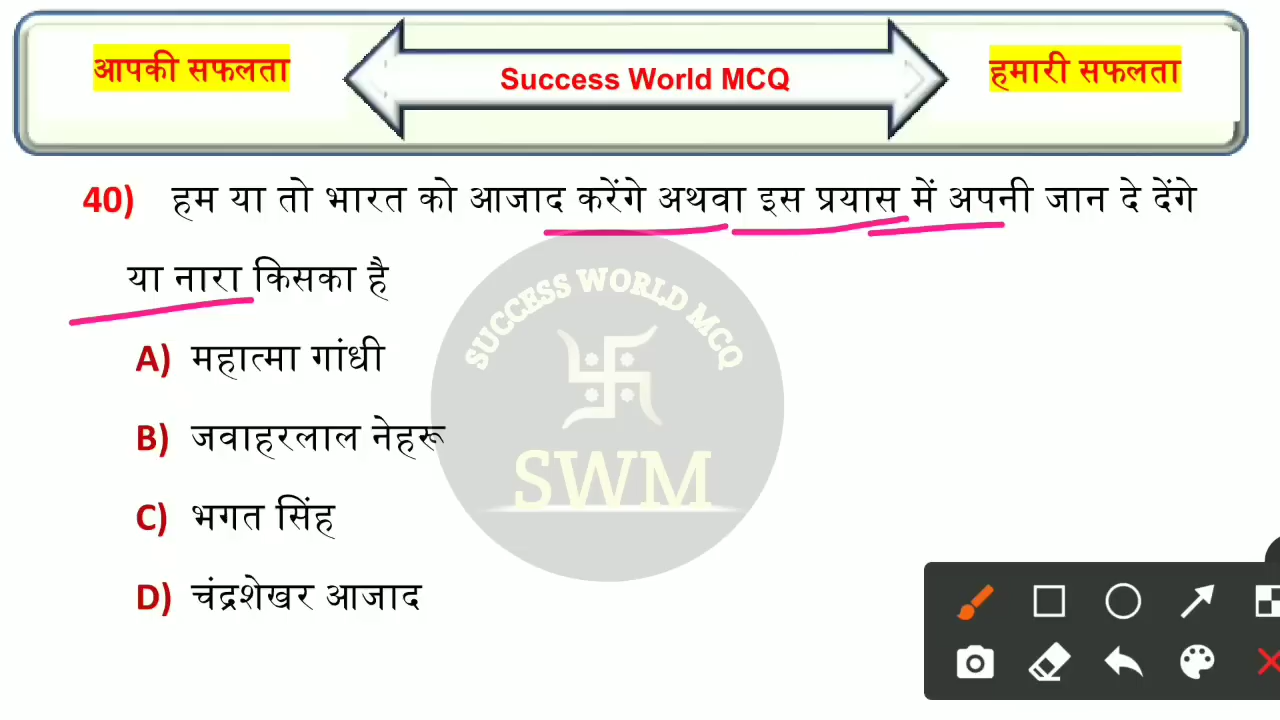 आपकी सफलता
Success World MCQ
हमारी सफलता
40) हम या तो भारत को आजाद करेंगे अथवा इस प्रयास में अपनी जान दे देंगे
या नारा किसका है
A) महात्मा गांधी
B) जवाहरलाल नेहरू
C) भगत सिंह
D) चंद्रशेखर आजाद
SUCCESS WORLD MCQ
SWM